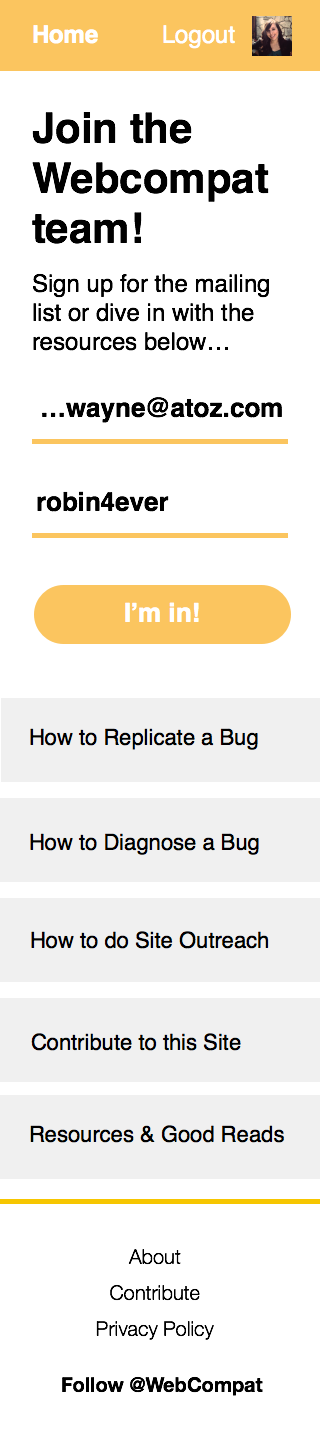 Home Logout
Join the
Webcompat
team!
Sign up for the mailing
list or dive in with the
resources below…
…wayne@atoz.com
robin4ever
I’m in!
How to Replicate a Bug
How to Diagnose a Bug
How to do Site Outreach
Contribute to this Site
Resources & Good Reads
About
Contribute
Privacy Policy
Follow @WebCompat